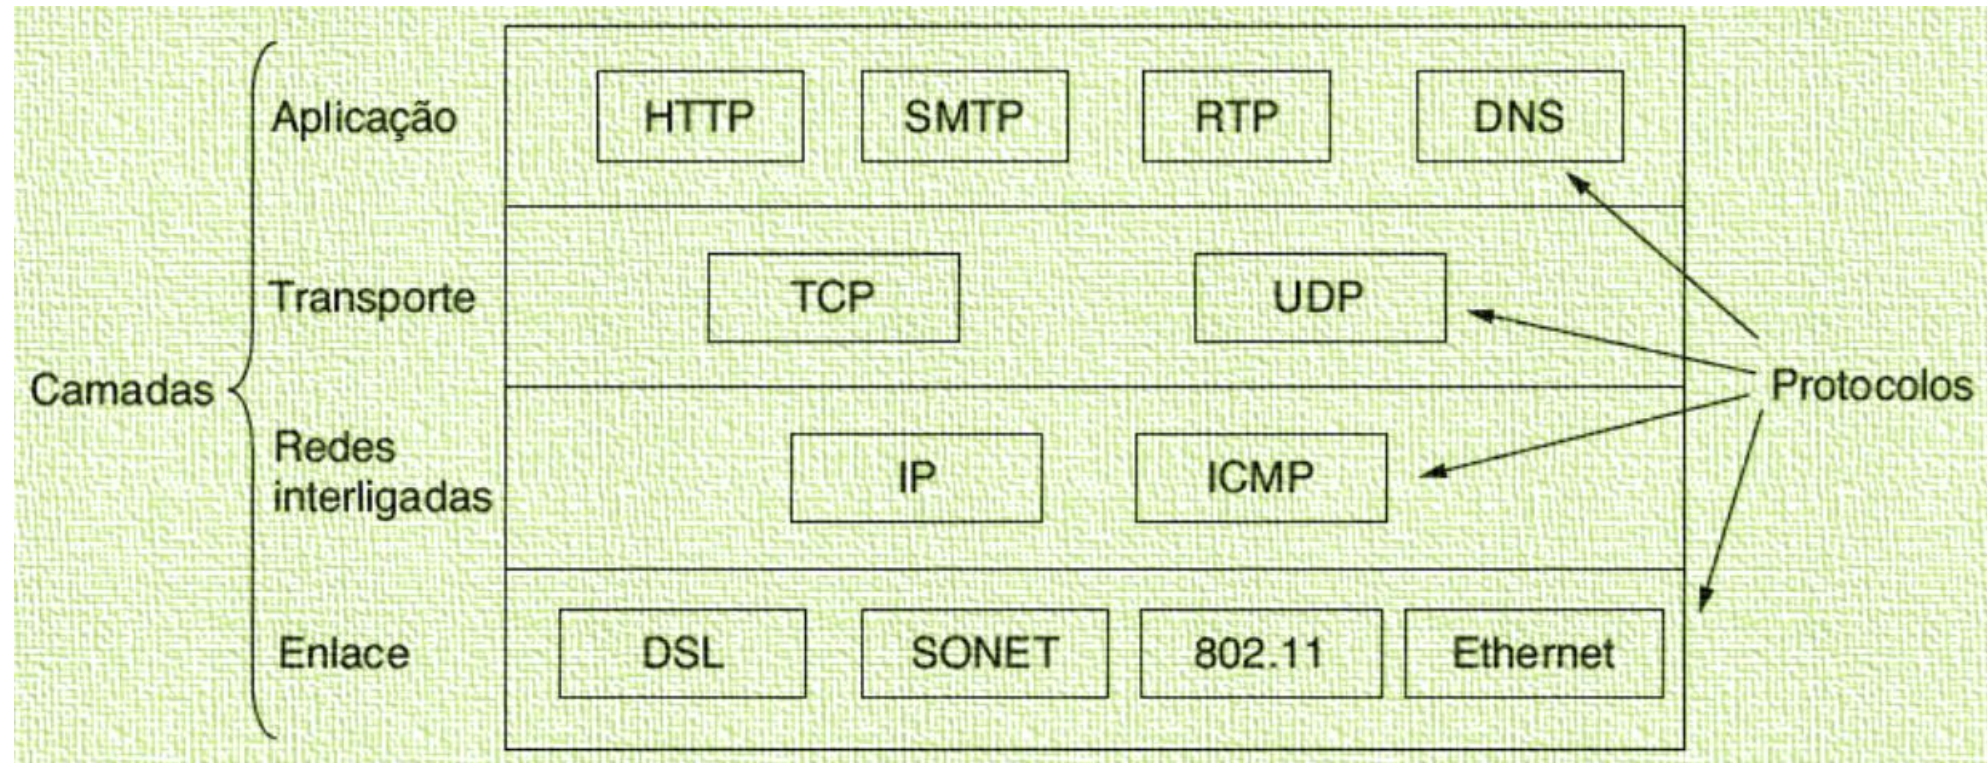 Camadas
Aplicação
HTTP
SMTP
RTP
DNS
Transporte
TCP
UDP
Protocolos
Redes
interligadas
IP
ICMP
Enlace
DSL
SONET
802.11
Ethernet